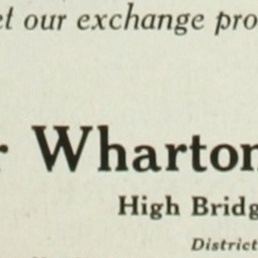 et our exchange pro
r Wharton
High Bridg
District